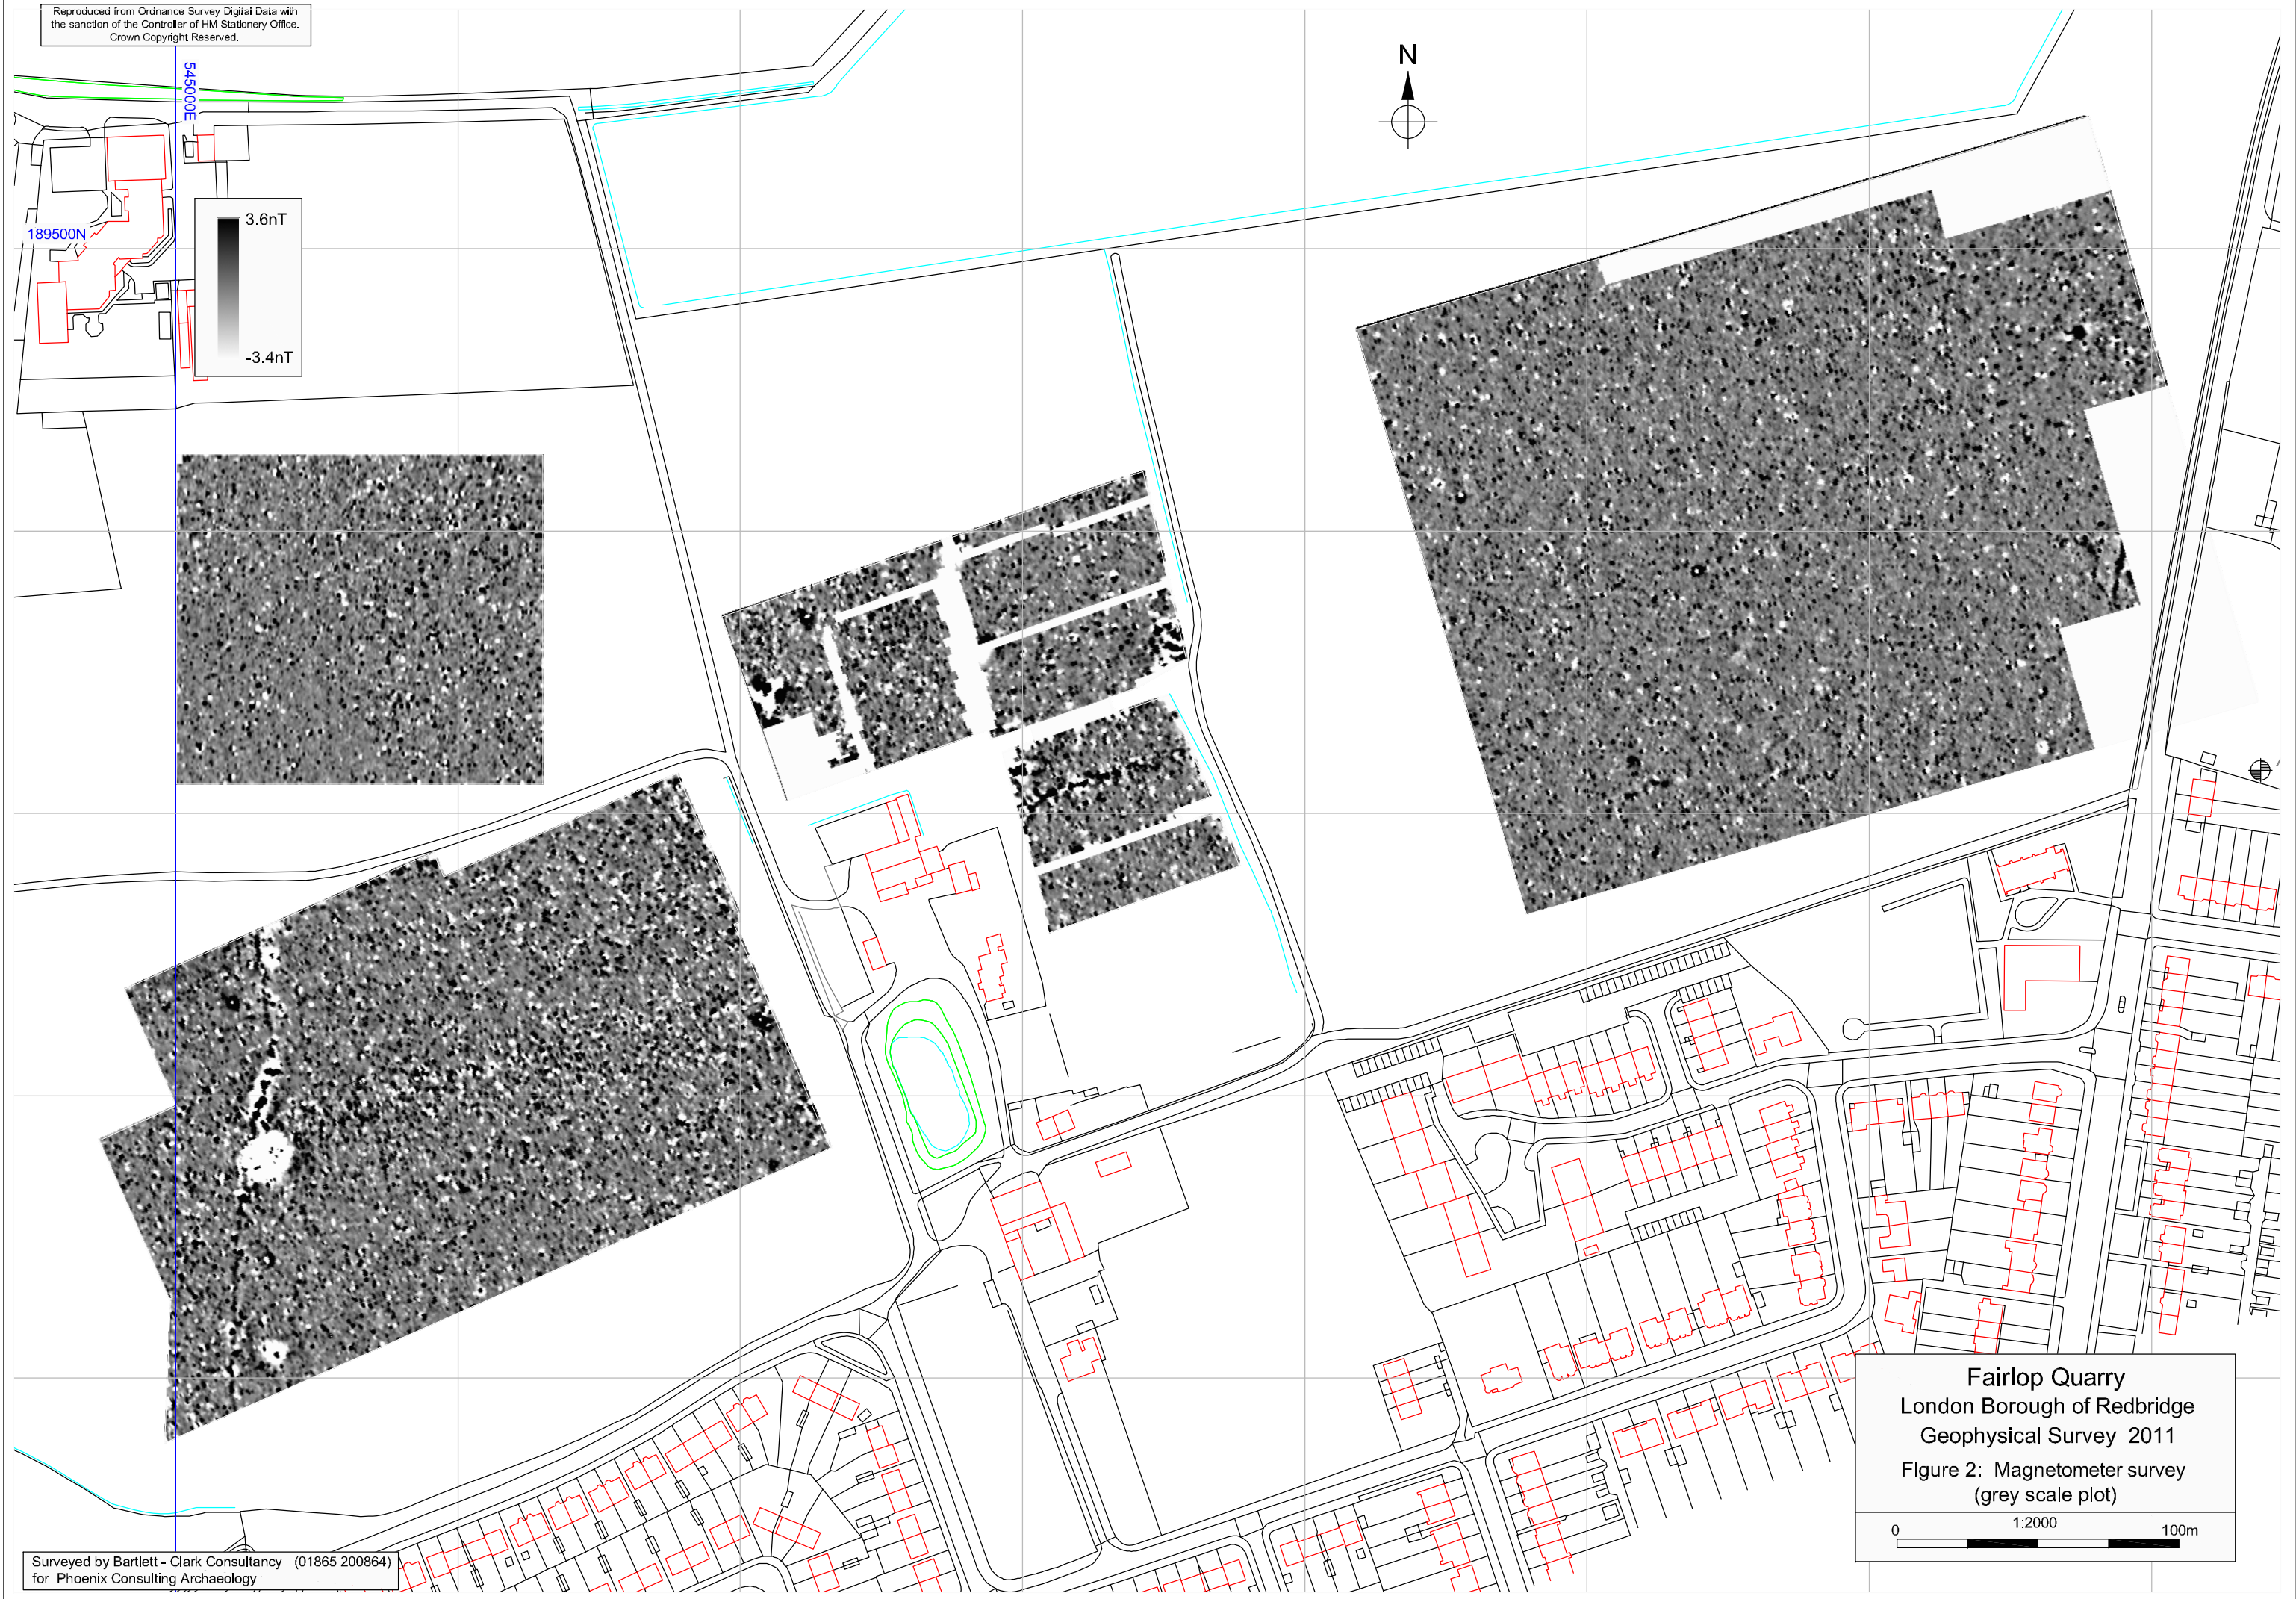 Reproduced from Ordnance Survey Digital Data with
the sanction of the Controller of HM Stationery Office.
Crown Copyright Reserved.
545000E
N
189500N
3.6nT
-3.4nT
Fairlop Quarry
London Borough of Redbridge
Geophysical Survey 2011
Figure 2: Magnetometer survey
(grey scale plot)
1:2000
0 100m
Surveyed by Bartlett - Clark Consultancy (01865 200864)
for Phoenix Consulting Archaeology